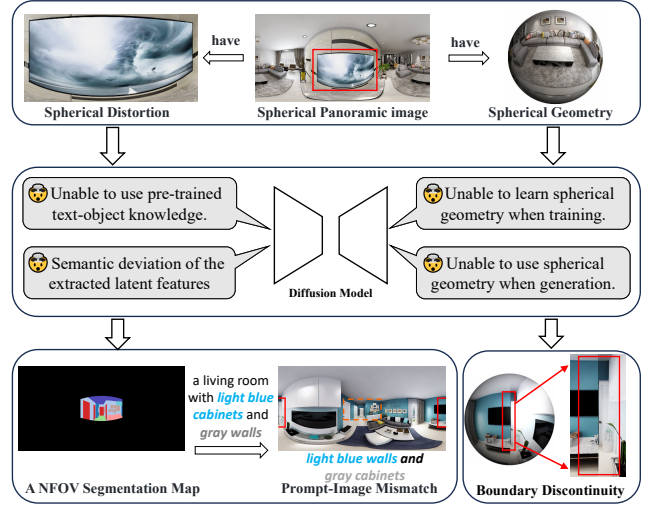 have
have
Spherical Distortion
Spherical Panoramic image
Spherical Geometry
Unable to use pre-trained
text-object knowledge.
Semantic deviation of the
extracted latent features
Diffusion Model
Unable to learn spherical
geometry when training.
Unable to use spherical
geometry when generation.
a living room
with light blue
cabinets and
gray walls
light blue walls and
gray cabinets
A NFOV Segmentation Map
Prompt-Image Mismatch
Boundary Discontinuity